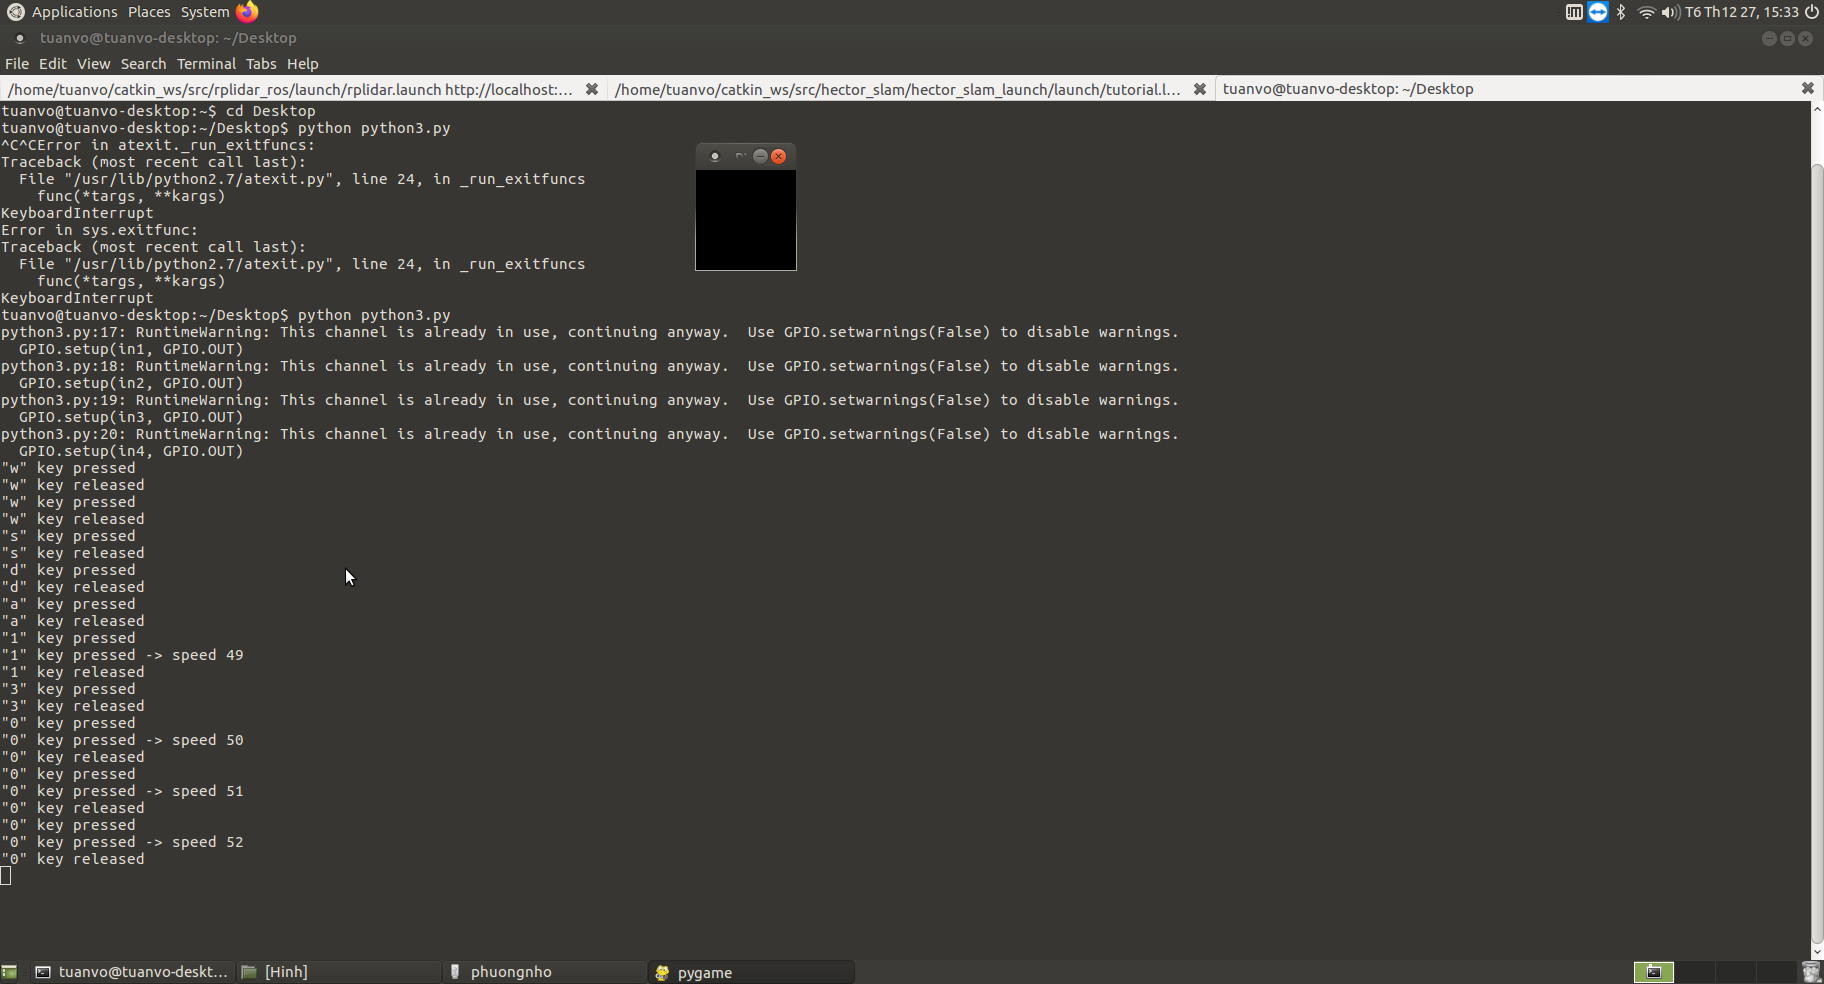 Applications Places System T6 Th12 27, 15:33
tuanvo@tuanvo-desktop: ~/Desktop
File Edit View Search Terminal Tabs Help
/home/tuanvo/catkin_ws/src/rplidar_ros/launch/rplidar.launch http://localhost:... /home/tuanvo/catkin_ws/src/hector_slam/hector_slam_launch/launch/tutorial.l... tuanvo@tuanvo-desktop: ~/Desktop
tuanvo@tuanvo-desktop:~$ cd Desktop
tuanvo@tuanvo-desktop:~/Desktop$ python python3.py
^C^CError in atexit._run_exitfuncs:
Traceback (most recent call last):
  File "/usr/lib/python2.7/atexit.py", line 24, in _run_exitfuncs
    func(*targs, **kargs)
KeyboardInterrupt
Error in sys.exitfunc:
Traceback (most recent call last):
  File "/usr/lib/python2.7/atexit.py", line 24, in _run_exitfuncs
    func(*targs, **kargs)
KeyboardInterrupt
tuanvo@tuanvo-desktop:~/Desktop$ python python3.py
python3.py:17: RuntimeWarning: This channel is already in use, continuing anyway.  Use GPIO.setwarnings(False) to disable warnings.
  GPIO.setup(in1, GPIO.OUT)
python3.py:18: RuntimeWarning: This channel is already in use, continuing anyway.  Use GPIO.setwarnings(False) to disable warnings.
  GPIO.setup(in2, GPIO.OUT)
python3.py:19: RuntimeWarning: This channel is already in use, continuing anyway.  Use GPIO.setwarnings(False) to disable warnings.
  GPIO.setup(in3, GPIO.OUT)
python3.py:20: RuntimeWarning: This channel is already in use, continuing anyway.  Use GPIO.setwarnings(False) to disable warnings.
  GPIO.setup(in4, GPIO.OUT)
"w" key pressed
"w" key released
"w" key pressed
"w" key released
"s" key pressed
"s" key released
"d" key pressed
"d" key released
"a" key pressed
"a" key released
"1" key pressed
"1" key pressed -> speed 49
"1" key released
"3" key pressed
"3" key released
"0" key pressed
"0" key pressed -> speed 50
"0" key released
"0" key pressed
"0" key pressed -> speed 51
"0" key released
"0" key pressed
"0" key pressed -> speed 52
"0" key released
tuanvo@tuanvo-deskt... [Hinh] phuongnho pygame